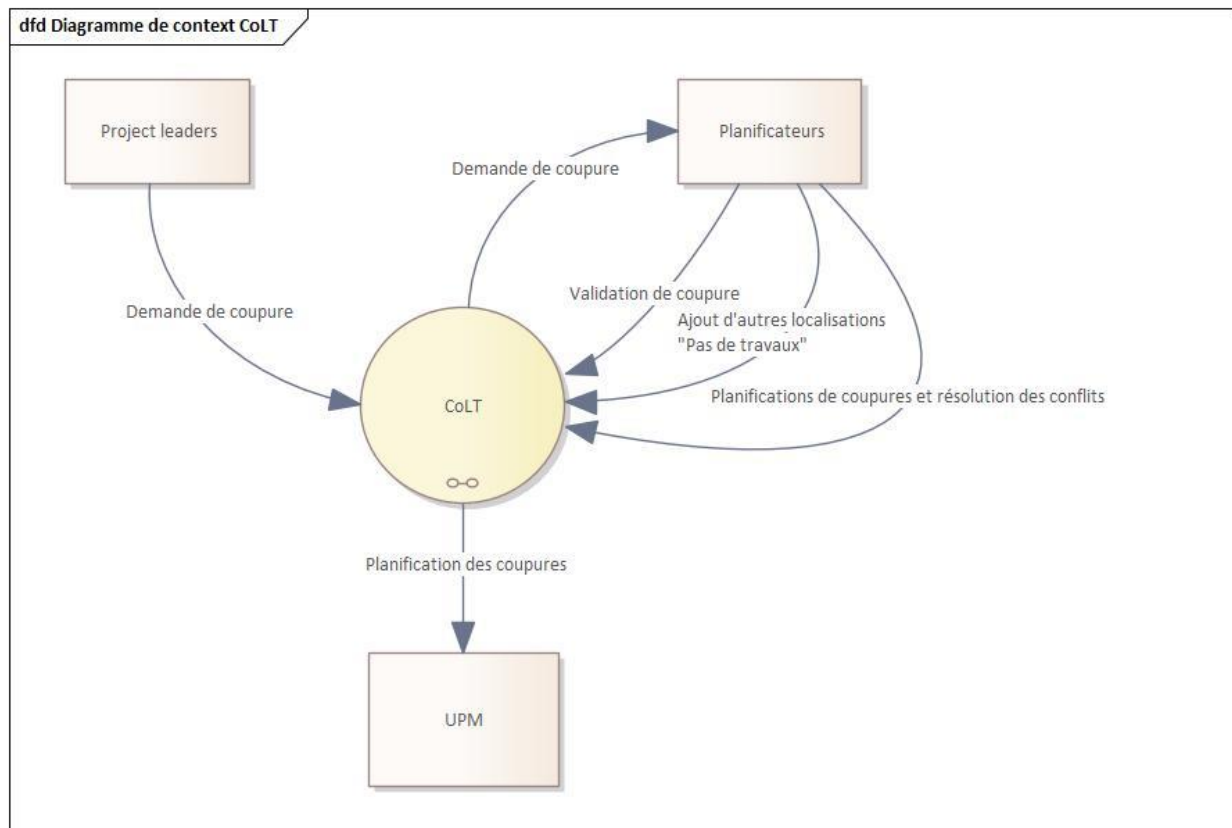 dfd Diagramme de context CoLT
Project leaders
Planificateurs
Demande de coupure
Demande de coupure
Validation de coupure
Ajout d'autres localisations
"Pas de travaux"
Planifications de coupures et résolution des conflits
CoLT
Planification des coupures
UPM